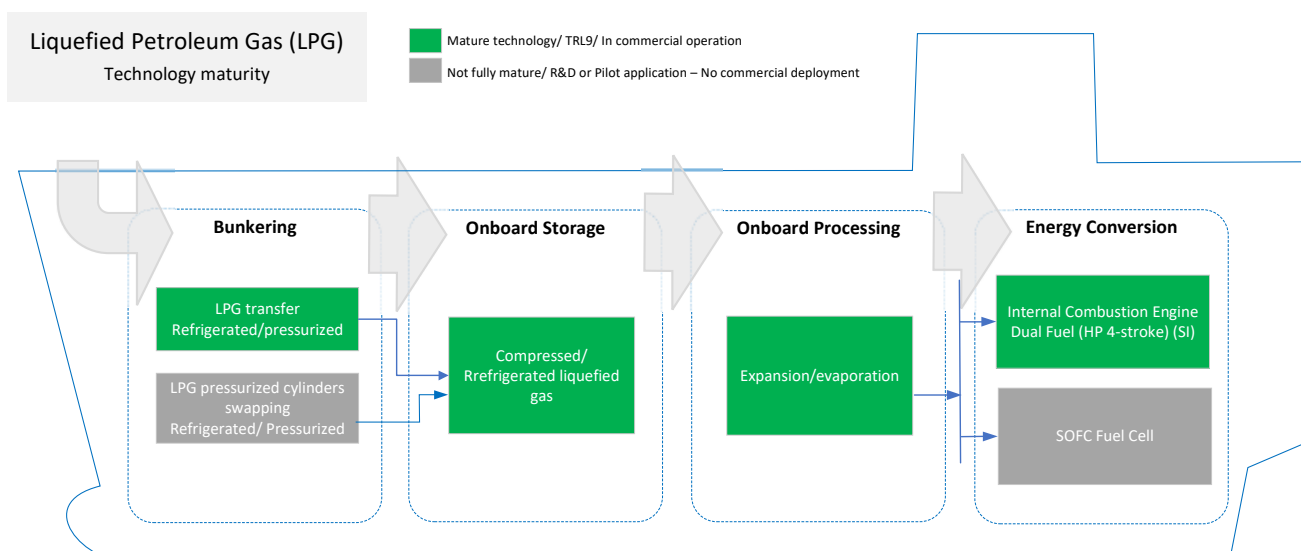 Liquefied Petroleum Gas (LPG)
Technology maturity
Mature technology/ TRL9/ In commercial operation
Not fully mature/ R&D or Pilot application – No commercial deployment
Bunkering
Onboard Storage
Onboard Processing
Energy Conversion
LPG transfer
Refrigerated/pressurized
LPG pressurized cylinders
swapping
Refrigerated/ Pressurized
Compressed/
Rrefrigerated liquefied
gas
Expansion/evaporation
Internal Combustion Engine
Dual Fuel (HP 4-stroke) (SI)
SOFC Fuel Cell